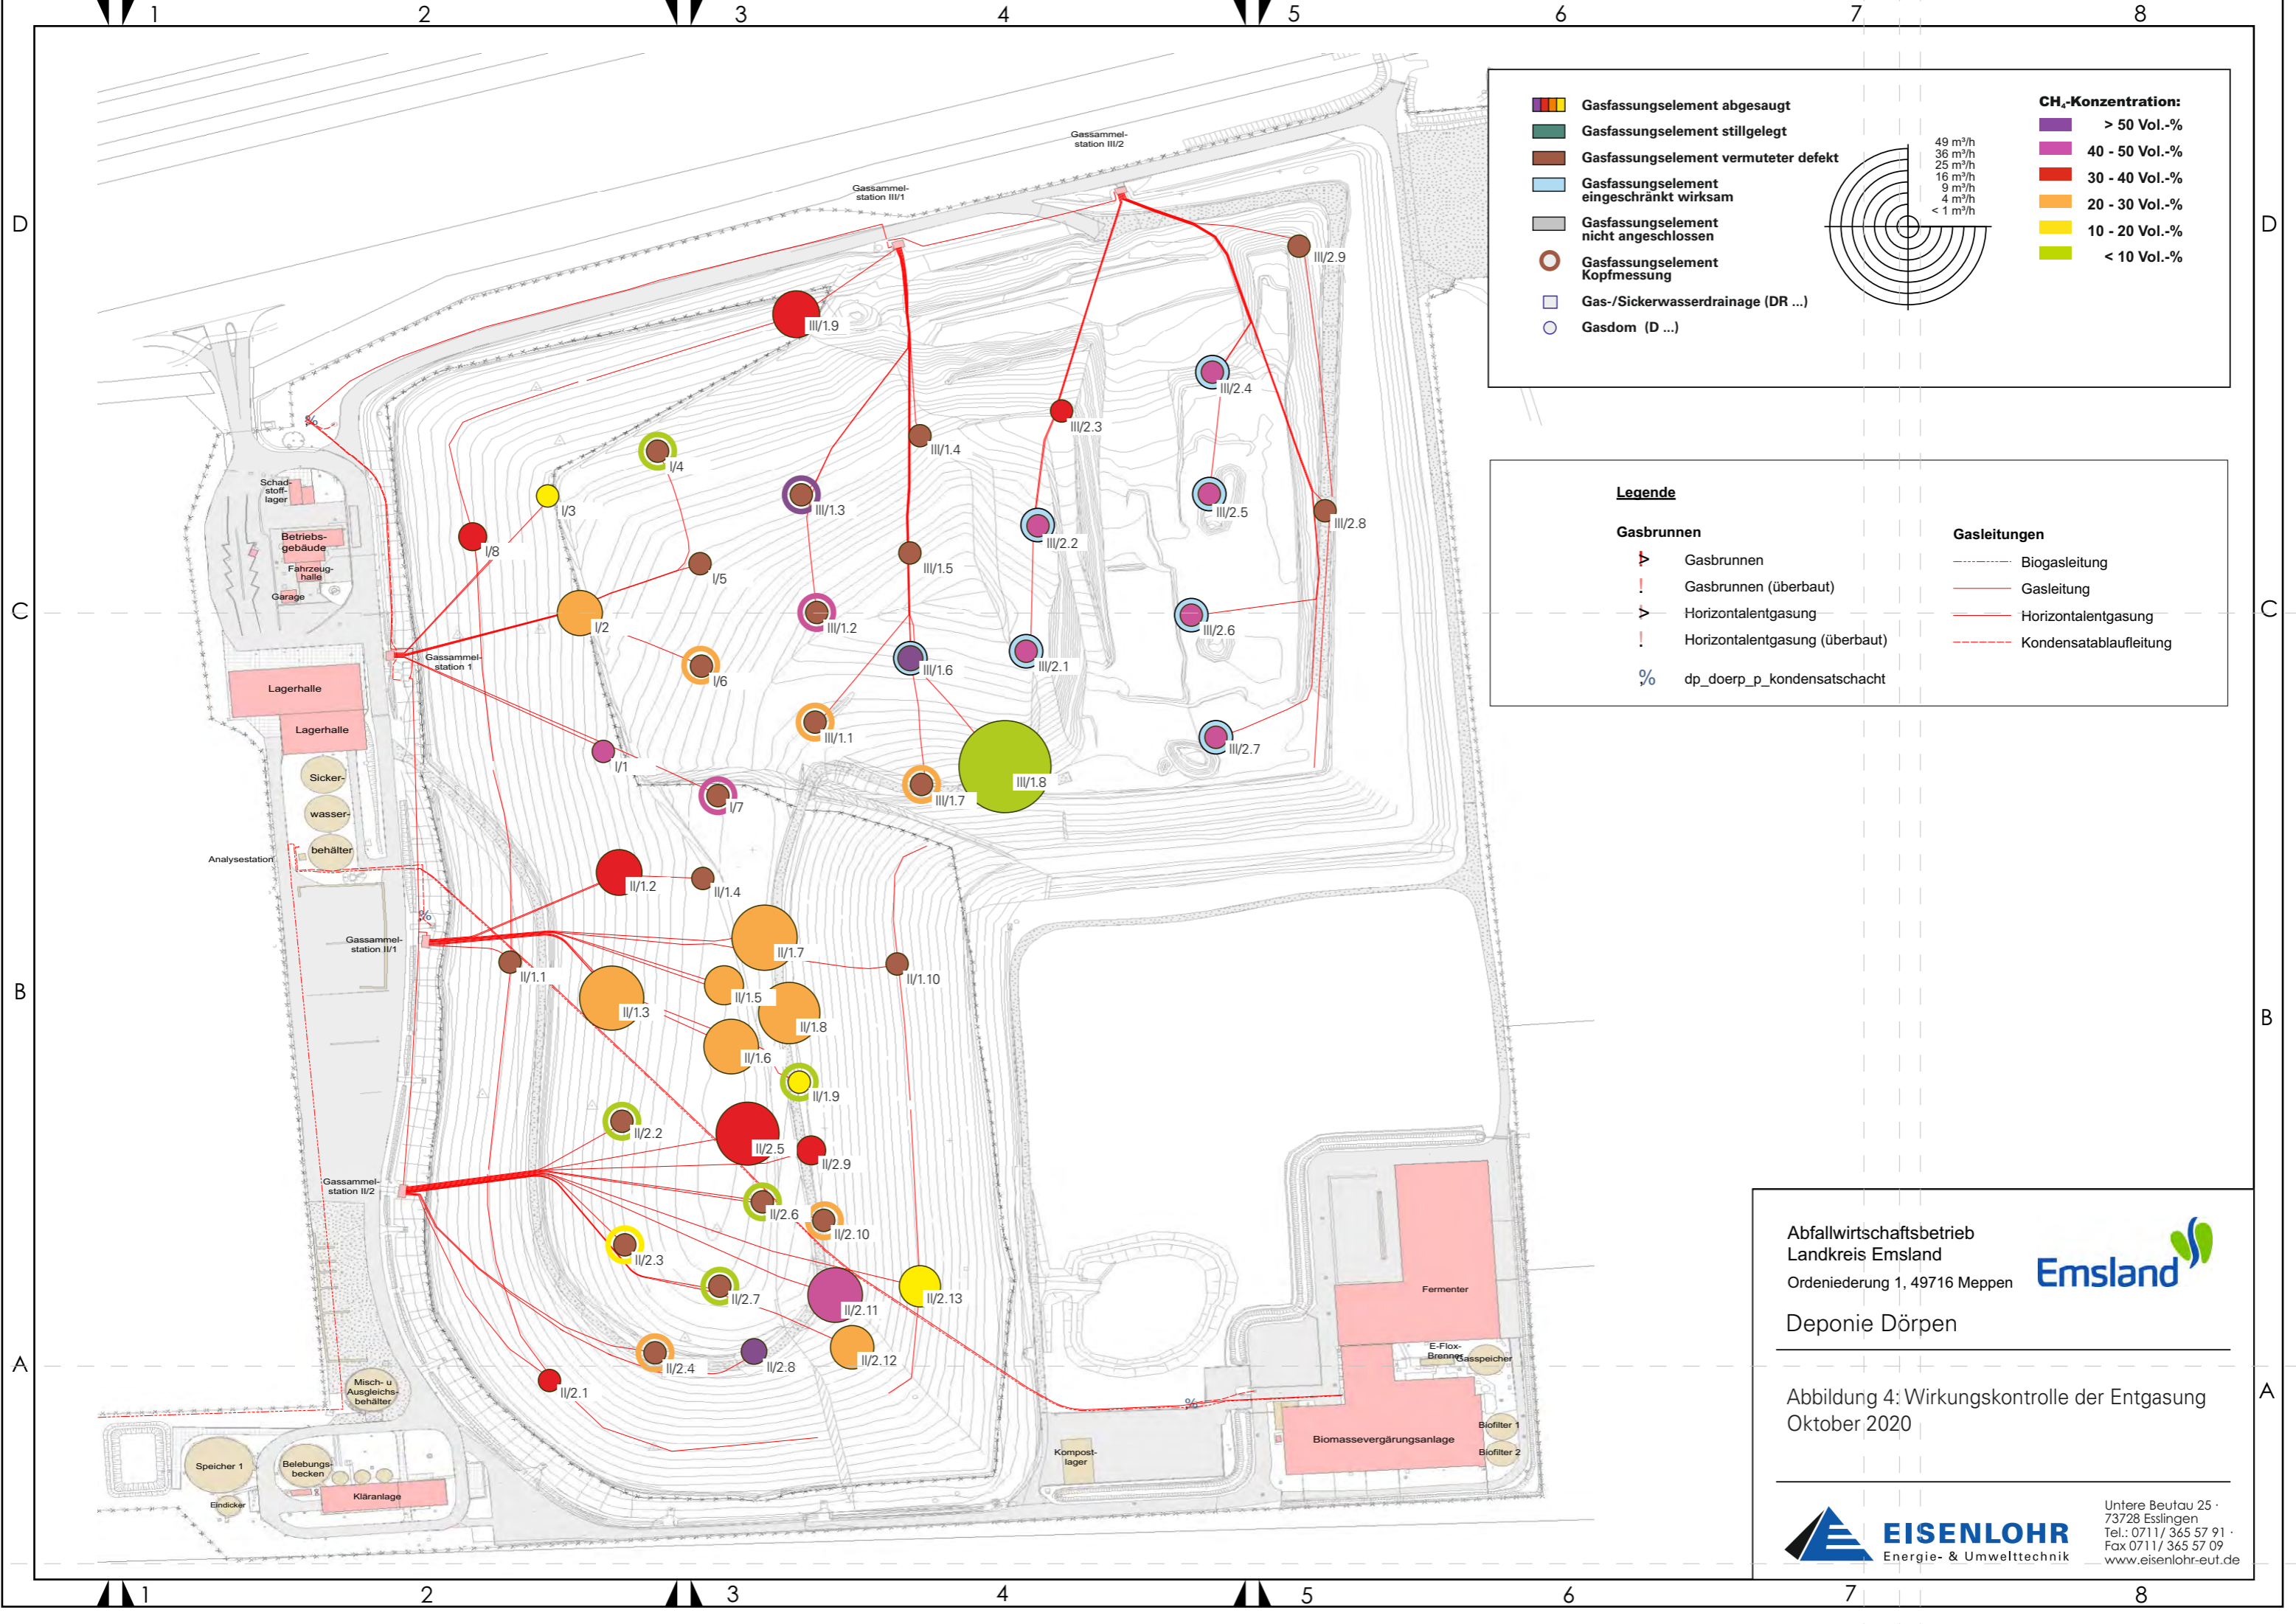 1 2 3 4 5 6 7 8
Gasfassungselement abgesaugt
Gasfassungselement stillgelegt
Gasfassungselement vermuteter defekt
Gasfassungselement
eingeschränkt wirksam
Gasfassungselement
nicht angeschlossen
Gasfassungselement
Kopfmessung
Gas-/Sickerwasserdrainage (DR ...)
Gasdom (D ...)
49 m³/h
36 m³/h
25 m³/h
16 m³/h
9 m³/h
4 m³/h
< 1 m³/h
CH₄-Konzentration:
> 50 Vol.-%
40 - 50 Vol.-%
30 - 40 Vol.-%
20 - 30 Vol.-%
10 - 20 Vol.-%
< 10 Vol.-%
Legende
Gasbrunnen
> Gasbrunnen
! Gasbrunnen (überbaut)
> Horizontalentgasung
! Horizontalentgasung (überbaut)
% dp_doerp_p_kondensatschacht
Gasleitungen
Biogasleitung
Gasleitung
Horizontalentgasung
Kondensatablaufleitung
D
D
C
C
B
B
A
A
Gassammel-
station III/2
Gassammel-
station III/1
III/2.9
III/1.9
III/2.4
III/2.3
%
III/1.4
I/4
Schad-
stoff-
lager
I/3
III/1.3
III/2.5
III/2.8
Betriebs-
gebäude
I/8
III/2.2
Fahrzeug-
halle
I/5
III/1.5
Garage
I/2
III/1.2
III/2.6
Gassammel-
station 1
I/6
III/1.6
III/2.1
Lagerhalle
Lagerhalle
III/1.1
III/2.7
I/1
Sicker-
wasser-
behälter
III/1.8
I/7
III/1.7
Analysestation
II/1.2
II/1.4
%
Gassammel-
station II/1
II/1.7
II/1.1
II/1.10
II/1.5
II/1.3
II/1.8
II/1.6
II/1.9
II/2.2
II/2.5
II/2.9
Gassammel-
station II/2
II/2.6
II/2.10
II/2.3
II/2.7
II/2.11
II/2.13
II/2.4
II/2.8
II/2.12
II/2.1
Misch- u
Ausgleichs-
behälter
Fermenter
E-Flox-
Brenner
Gasspeicher
%
Biofilter 1
Biofilter 2
Biomassevergärungsanlage
Kompost-
lager
Speicher 1
Belebungs-
becken
Eindicker
Kläranlage
Abfallwirtschaftsbetrieb
Landkreis Emsland
Ordeniederung 1, 49716 Meppen
Emsland
Deponie Dörpen
Abbildung 4: Wirkungskontrolle der Entgasung
Oktober 2020
EISENLOHR
Energie- & Umwelttechnik
Untere Beutau 25 ·
73728 Esslingen
Tel.: 0711/ 365 57 91 ·
Fax 0711/ 365 57 09
www.eisenlohr-eut.de
1 2 3 4 5 6 7 8